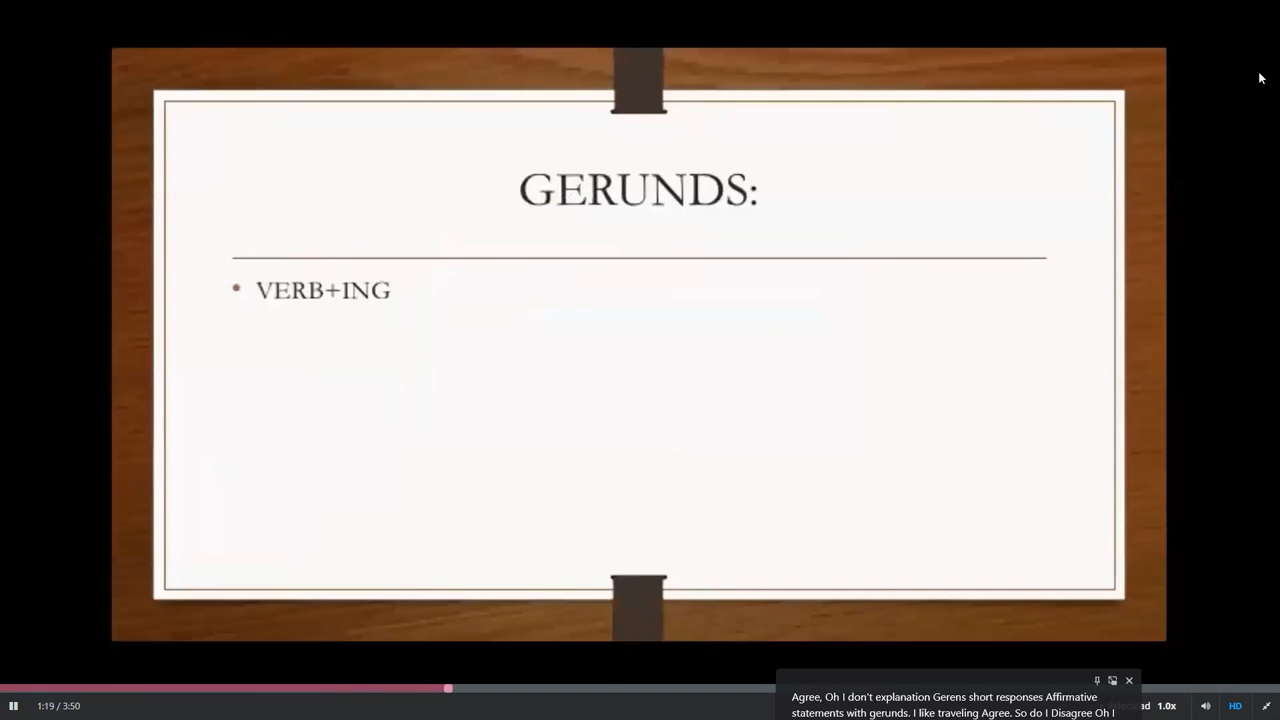 GERUNDS:
• VERB+ING
Agree, Oh I don't explanation Gerens short responses Affirmative
statements with gerunds. I like traveling Agree. So do I Disagree Oh I
1:19 / 3:50
1.0x
HD